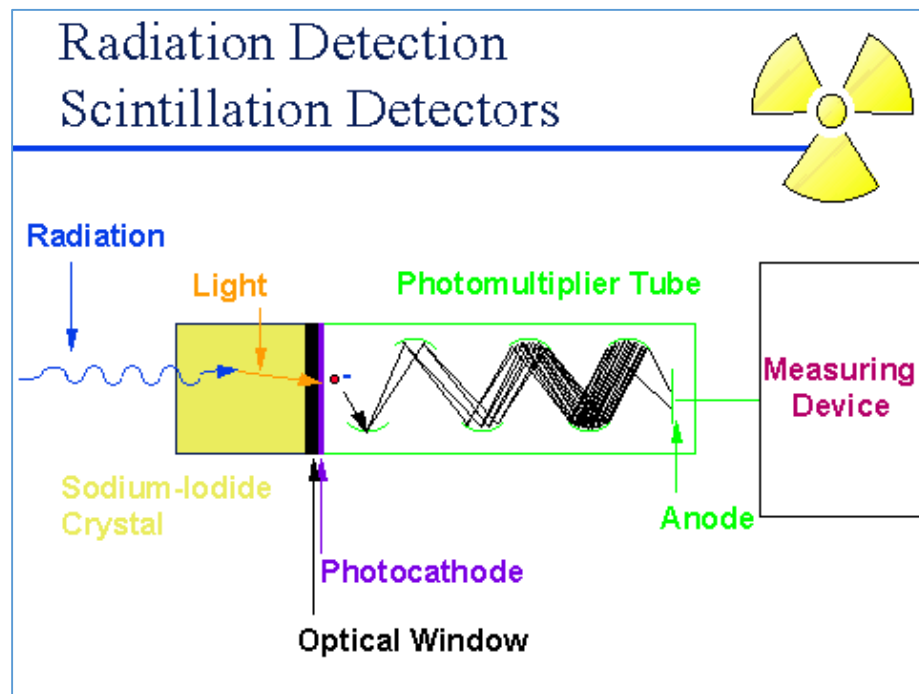 Radiation Detection
Scintillation Detectors
Radiation
Light
Photomultiplier Tube
Measuring
Device
-
Sodium-Iodide
Crystal
Anode
Photocathode
Optical Window